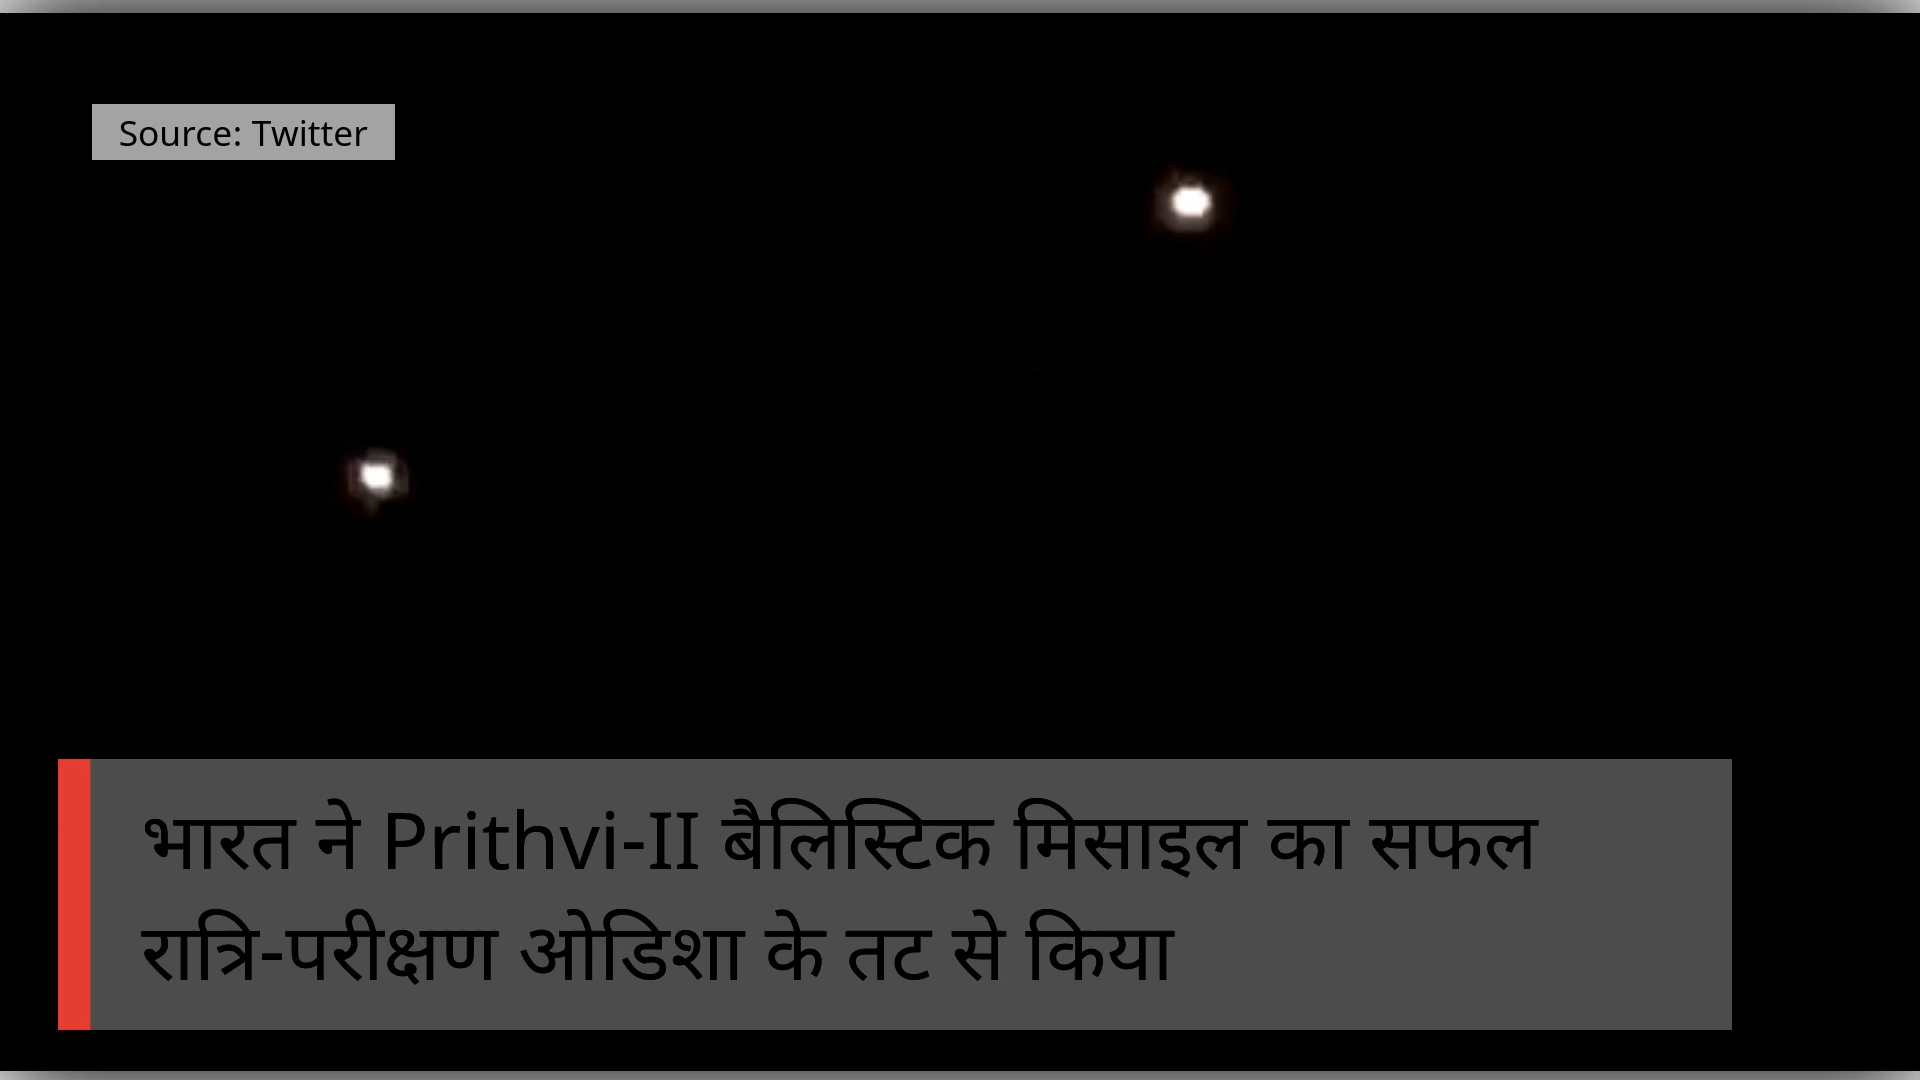 Source: Twitter
भारत ने Prithvi-II बैलिस्टिक मिसाइल का सफल
रात्रि-परीक्षण ओडिशा के तट से किया